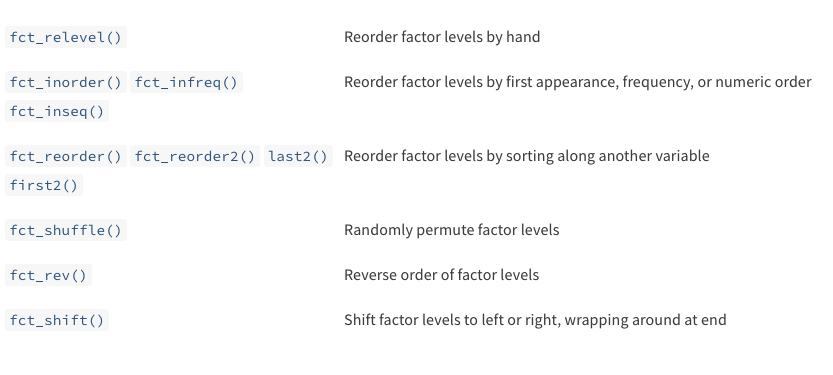 fct_relevel() Reorder factor levels by hand
fct_inorder() fct_infreq() Reorder factor levels by first appearance, frequency, or numeric order
fct_inseq()
fct_reorder() fct_reorder2() last2() Reorder factor levels by sorting along another variable
first2()
fct_shuffle() Randomly permute factor levels
fct_rev() Reverse order of factor levels
fct_shift() Shift factor levels to left or right, wrapping around at end